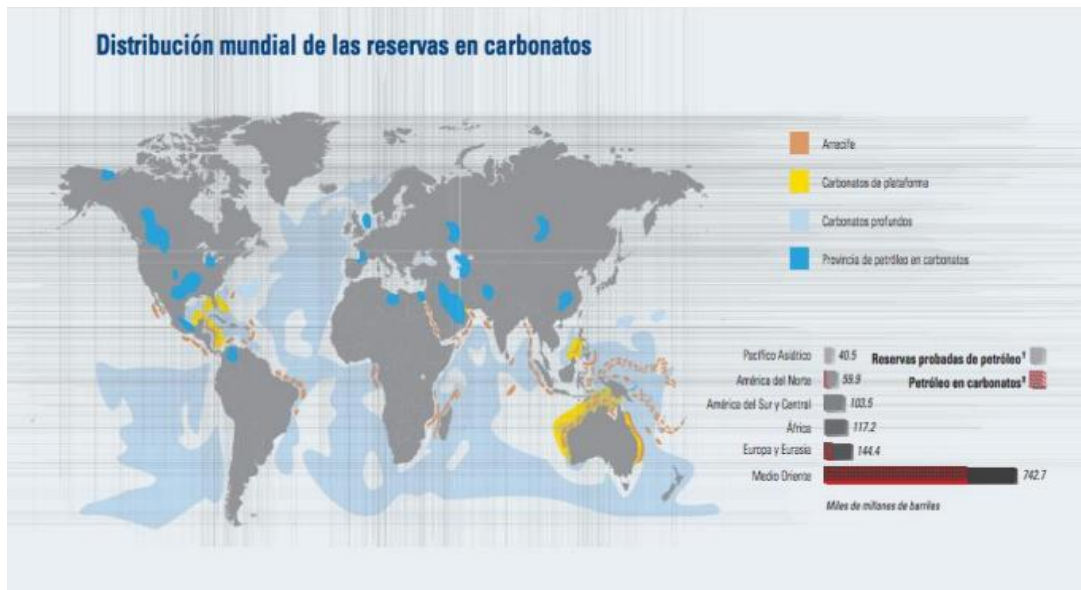 Distribución mundial de las reservas en carbonatos
Arrecife
Carbonatos de plataforma
Carbonatos profundos
Provincia de petróleo en carbonatos
Pacífico Asiático 40.5 Reservas probadas de petróleo¹
América del Norte 59.9 Petróleo en carbonatos³
América del Sur y Central 103.5
África 117.2
Europa y Eurasia 144.4
Medio Oriente 742.7
Miles de millones de barriles